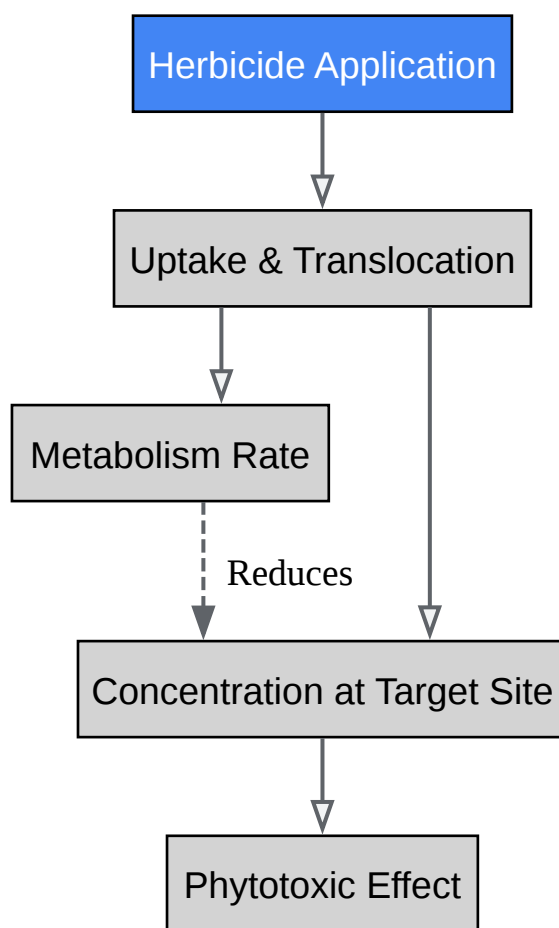 Herbicide Application
Uptake & Translocation
Metabolism Rate
Reduces
Concentration at Target Site
Phytotoxic Effect